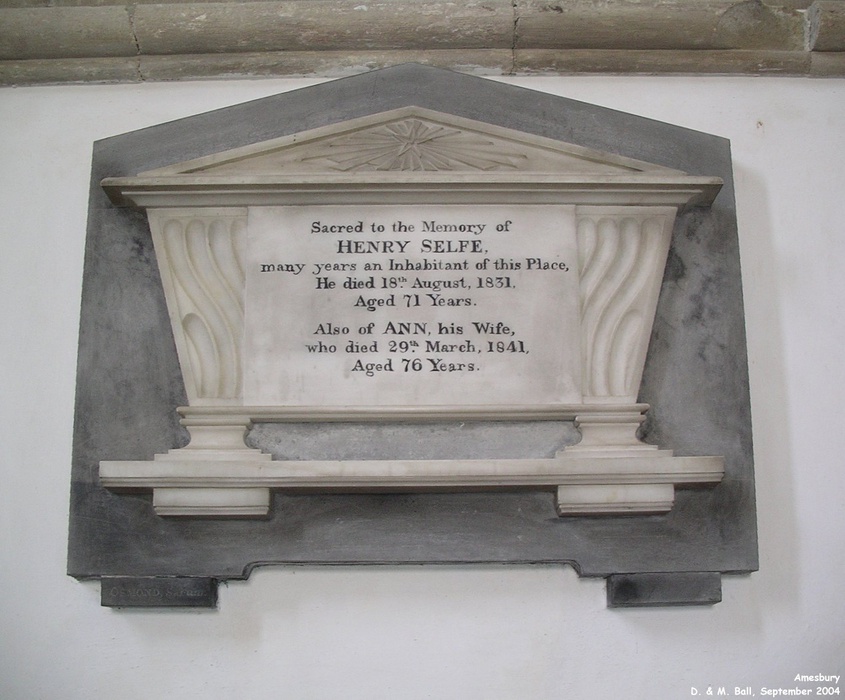 Sacred to the Memory of
HENRY SELFE,
many years an Inhabitant of this Place,
He died 18th August, 1831,
Aged 71 Years.
Also of ANN, his Wife,
who died 29th March, 1841,
Aged 76 Years.
OSMOND, Sarum.
Amesbury
D. & M. Ball, September 2004